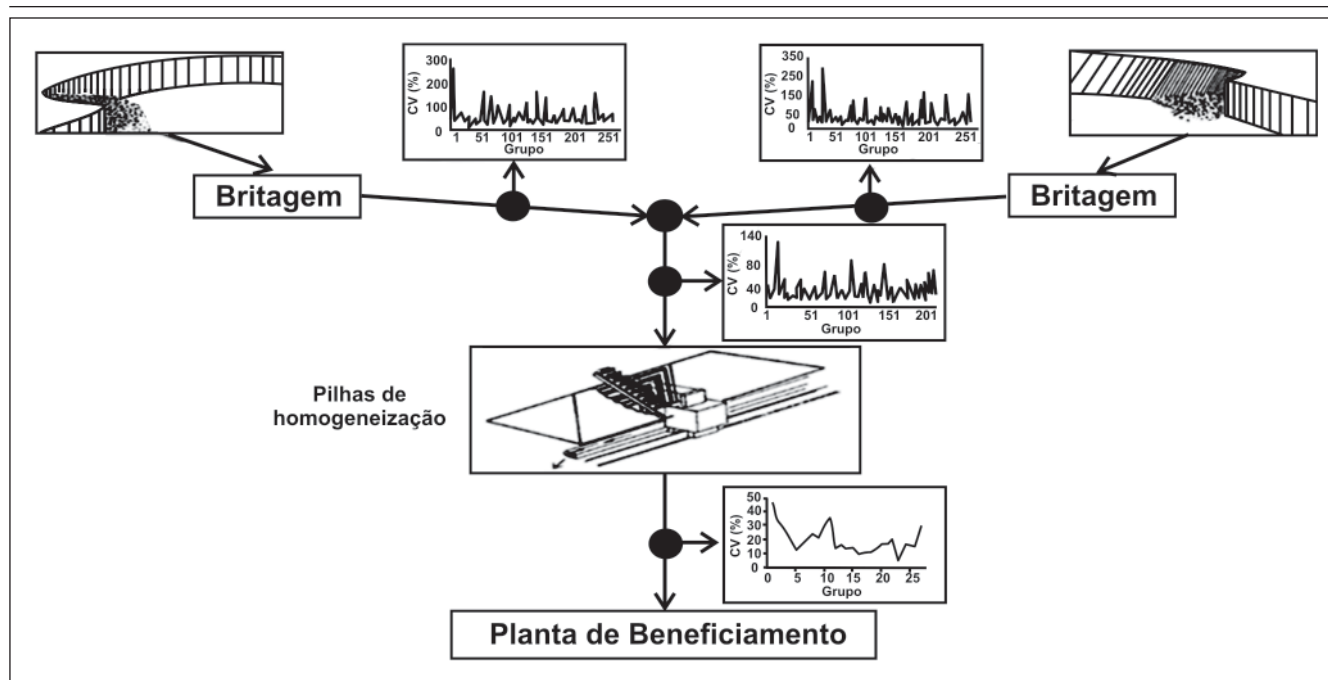 300
200
100
0
CV (%)
1 51 101 151 201 251
Grupo
350
250
150
50
0
CV (%)
1 51 101 151 201 251
Grupo
Britagem
Britagem
140
80
40
0
CV (%)
1 51 101 151 201
Grupo
Pilhas de
homogeneização
50
40
30
20
10
0
CV (%)
0 5 10 15 20 25
Grupo
Planta de Beneficiamento